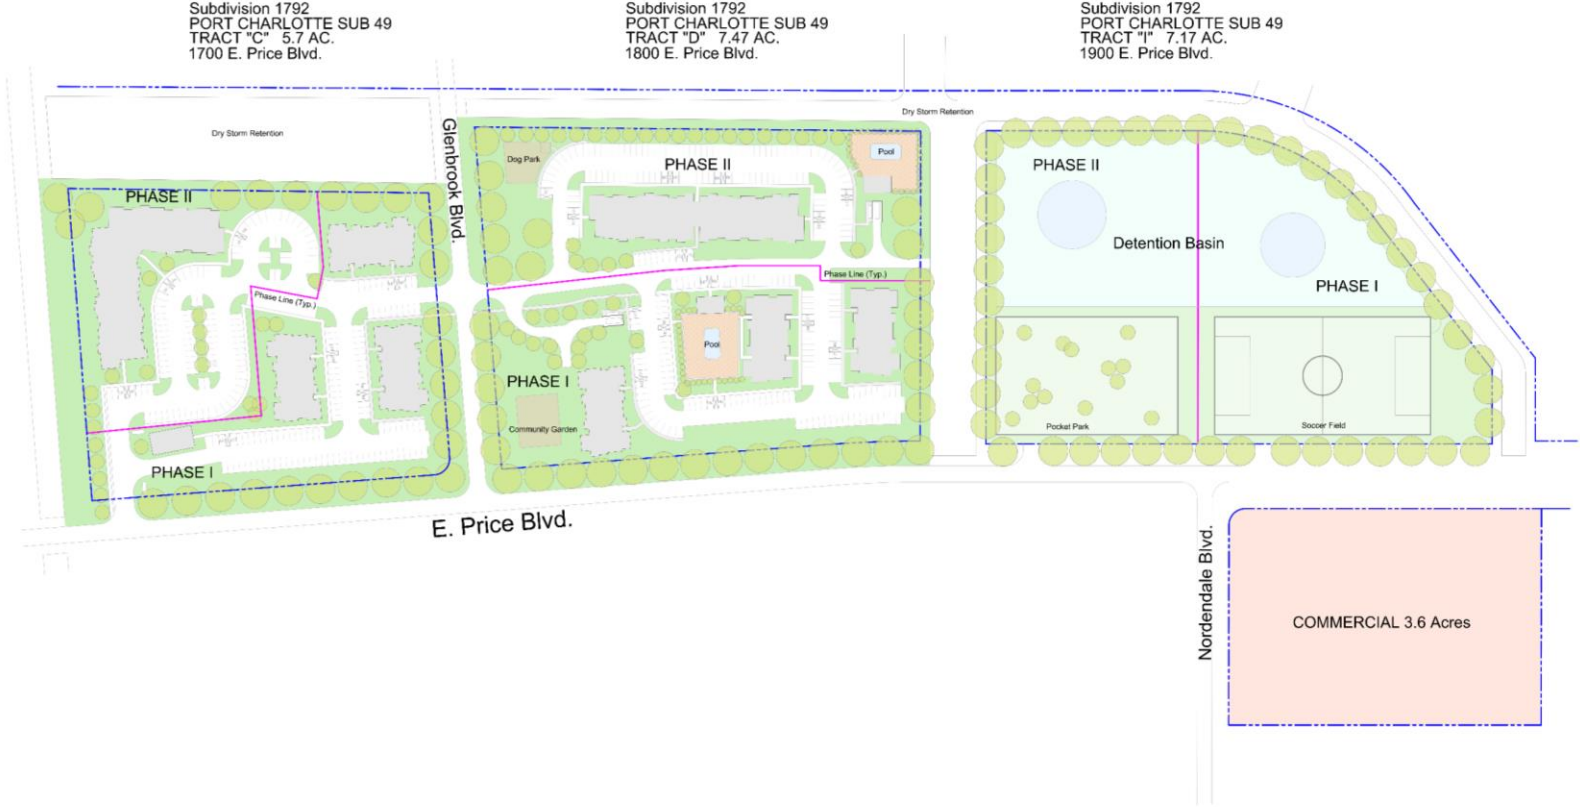 Subdivision 1792
PORT CHARLOTTE SUB 49
TRACT "C" 5.7 AC.
1700 E. Price Blvd.
Subdivision 1792
PORT CHARLOTTE SUB 49
TRACT "D" 7.47 AC.
1800 E. Price Blvd.
Subdivision 1792
PORT CHARLOTTE SUB 49
TRACT "I" 7.17 AC.
1900 E. Price Blvd.
Dry Storm Retention
Dry Storm Retention
Glenbrook Blvd.
Dog Park
PHASE II
Pool
PHASE II
PHASE II
Detention Basin
Phase Line (Typ.)
Phase Line (Typ.)
PHASE I
Pool
PHASE I
Community Garden
Pocket Park
Soccer Field
PHASE I
E. Price Blvd.
Nordendale Blvd.
COMMERCIAL 3.6 Acres